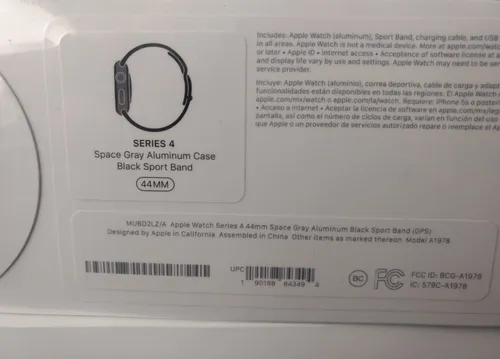 SERIES 4
Space Gray Aluminum Case
Black Sport Band
44MM
Includes: Apple Watch (aluminum), Sport Band, charging cable, and USB
in all areas. Apple Watch is not a medical device. More at apple.com/wat
or later • Apple ID • Internet access • Acceptance of software license at
and display life vary by use and settings. Apple Watch may need to be ser
service provider.
Incluye: Apple Watch (aluminio), correa deportiva, cable de carga y adapt
funcionalidades están disponibles en todas las regiones. El Apple Watch
apple.com/mx/watch o apple.com/la/watch. Requiere: iPhone 5s o poster
• Acceso a internet • Aceptar la licencia de software en apple.com/mx/leg
pantalla, así como el número de ciclos de carga, varían en función del uso
que Apple o un proveedor de servicios autorizado repare o reemplace el A
Apple Watch Series 4 44mm Space Gray Aluminum Black Sport Band (GPS)
Designed by Apple in California Assembled in China Other items as marked thereon Model A1978
UPC
1 90198 84349 4
BC
FC
FCC ID: BCG-A1978
IC: 579C-A1978